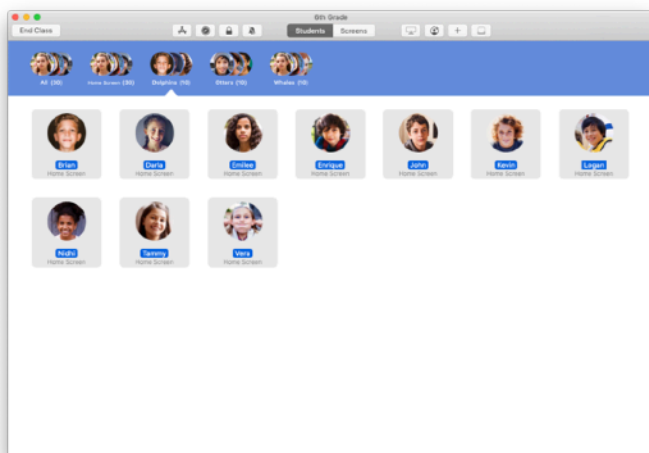 6th Grade
End Class
Students Screens
All (30) Home Screen (30) Dolphins (10) Otters (10) Whales (10)
Brian Darla Emilee Enrique John Kevin Logan
Home Screen Home Screen Home Screen Home Screen Home Screen Home Screen Home Screen
Nidhi Tammy Vera
Home Screen Home Screen Home Screen